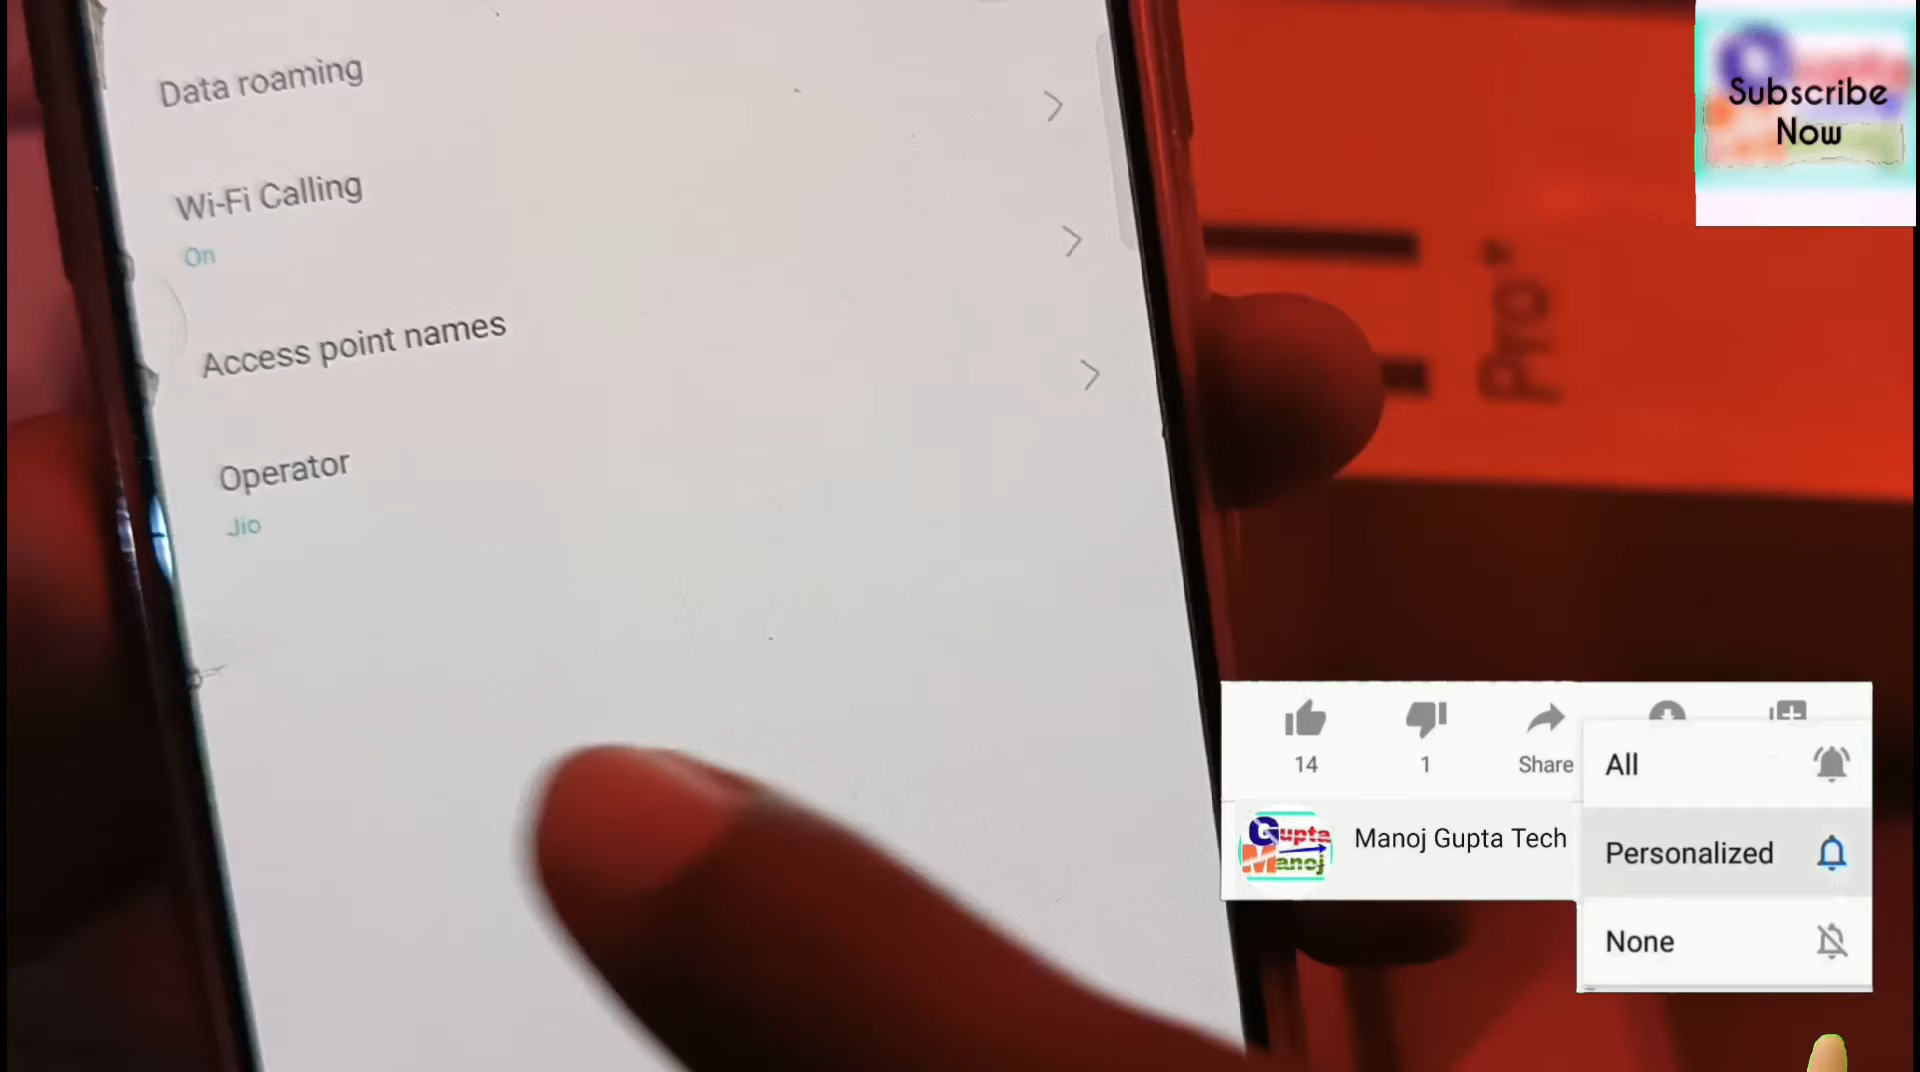 Data roaming
Wi-Fi Calling
On
Access point names
Operator
Jio
Pro+
Subscribe
Now
14
1
Share
All
Gupta
Manoj
Manoj Gupta Tech
Personalized
None